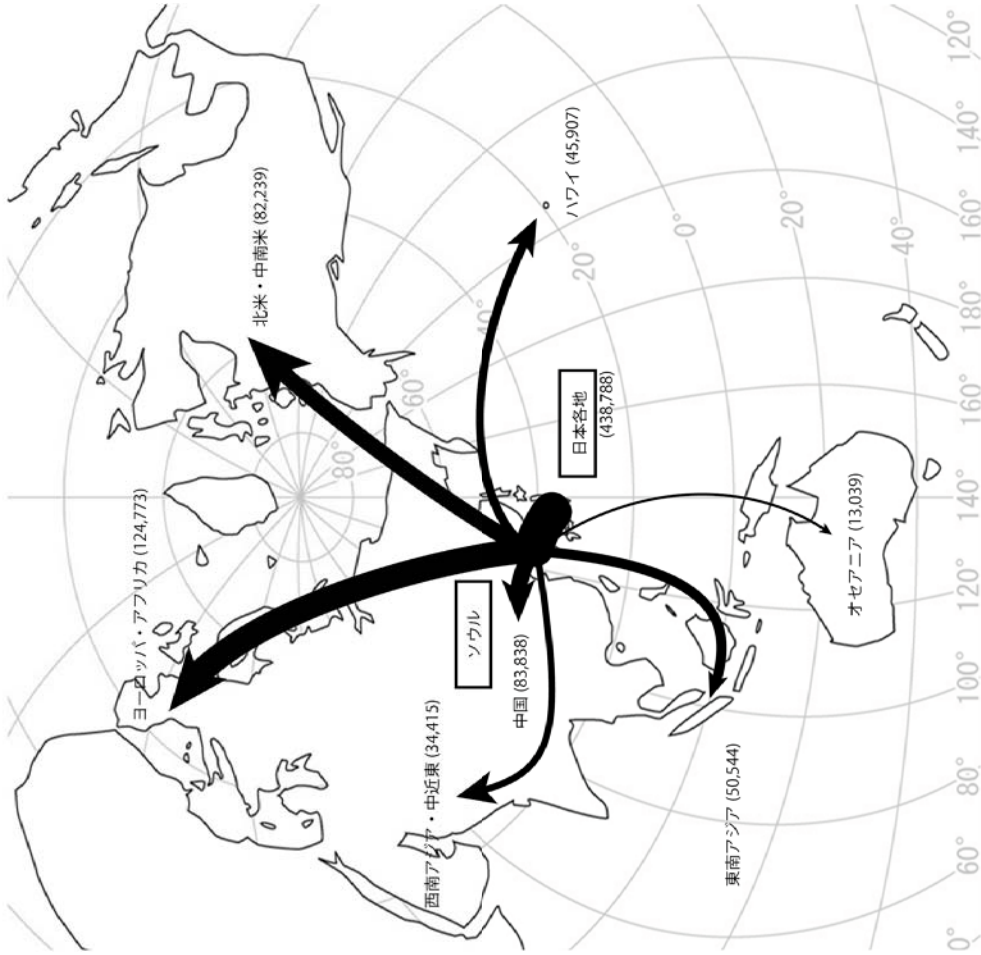 ヨーロッパ・アフリカ (124,773)
北米・中南米 (82,239)
ハワイ (45,907)
日本各地
(438,788)
ソウル
中国 (83,838)
西南アジア・中近東 (34,415)
東南アジア (50,544)
オセアニア (13,039)
80°
60°
40°
20°
0°
20°
40°
0°
60°
80°
100°
120°
140°
160°
180°
160°
140°
120°